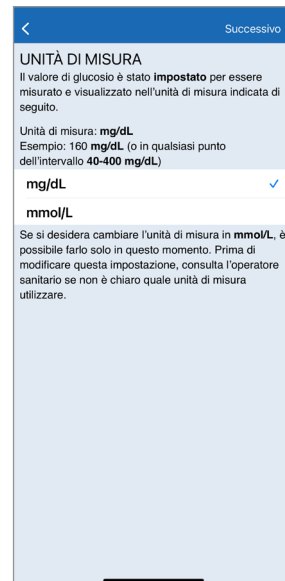 Successivo
UNITÀ DI MISURA
Il valore di glucosio è stato impostato per essere
misurato e visualizzato nell'unità di misura indicata di
seguito.
Unità di misura: mg/dL
Esempio: 160 mg/dL (o in qualsiasi punto
dell'intervallo 40-400 mg/dL)
mg/dL
mmol/L
Se si desidera cambiare l'unità di misura in mmol/L, è
possibile farlo solo in questo momento. Prima di
modificare questa impostazione, consulta l'operatore
sanitario se non è chiaro quale unità di misura
utilizzare.